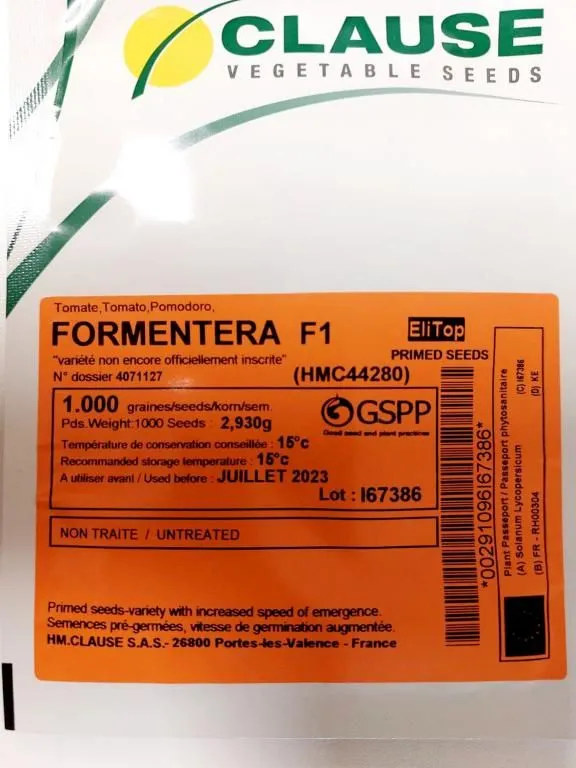 CLAUSE
VEGETABLE SEEDS
Tomate,Tomato,Pomodoro,
FORMENTERA F1
EliTop
PRIMED SEEDS
"variété non encore officiellement inscrite"
N° dossier 4071127
(HMC44280)
1.000 graines/seeds/korn/sem.
Pds.Weight:1000 Seeds : 2,930g
GSPP
Good seed and plant practices
Température de conservation conseillée : 15°c
Recommanded storage temperature : 15°c
A utiliser avant / Used before : JUILLET 2023
Lot : I67386
NON TRAITE / UNTREATED
Primed seeds-variety with increased speed of emergence.
Semences pré-germées, vitesse de germination augmentée.
HM.CLAUSE S.A.S.- 26800 Portes-les-Valence - France
*00291096I67386*
Plant Passeport / Passeport phytosanitaire
(A) Solanum Lycopersicum (C) I67386
(B) FR - RH00304 (D) KE